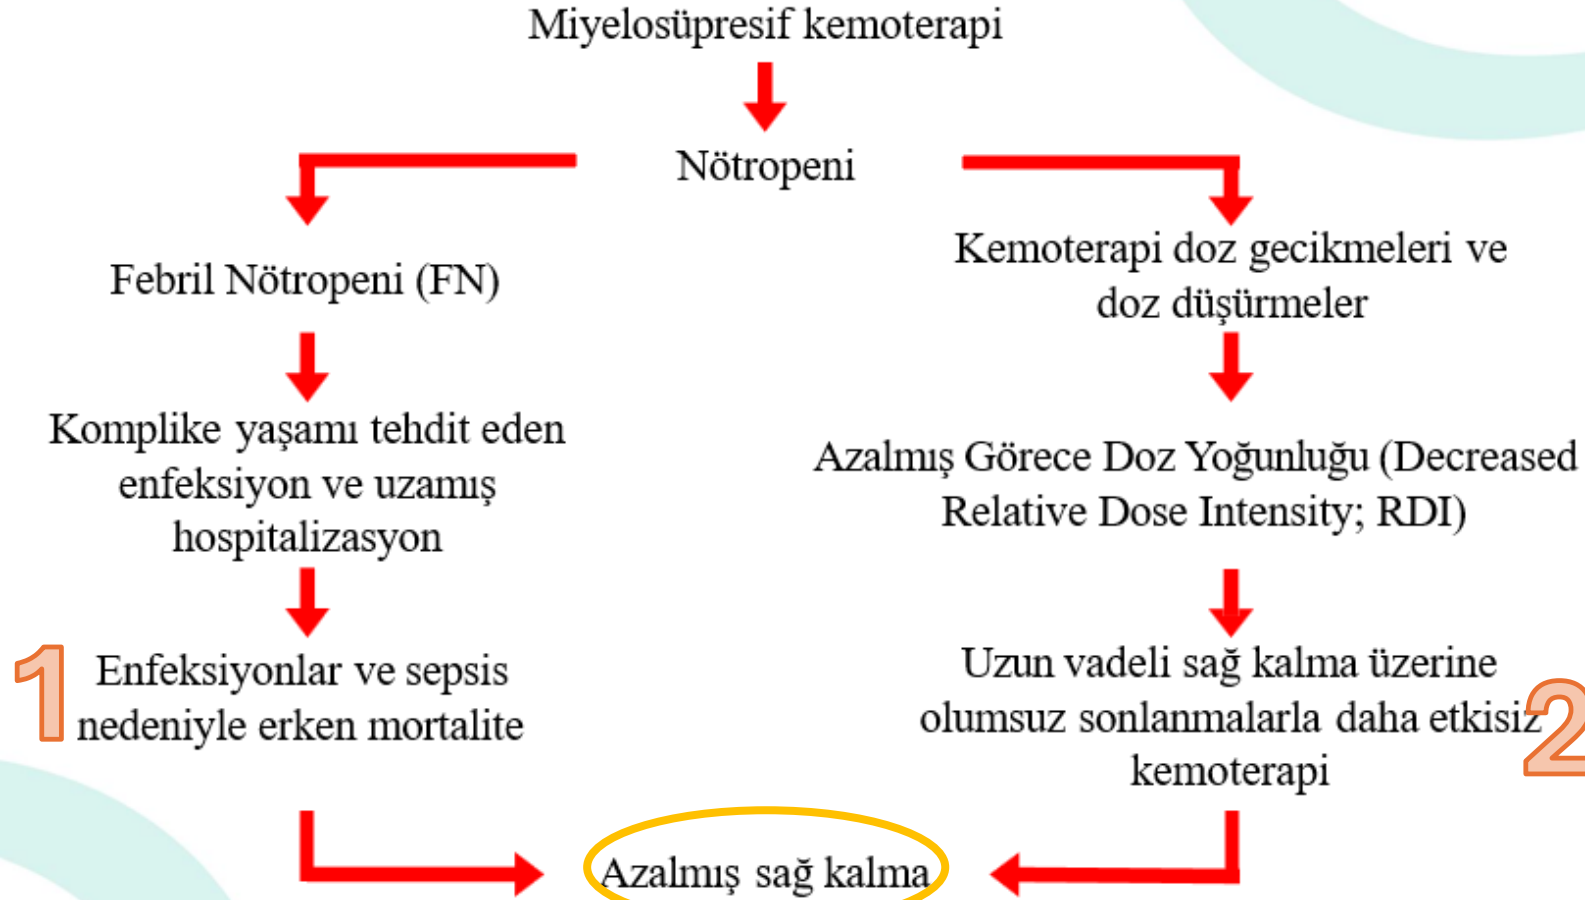 Miyelosüpresif kemoterapi
Nötropeni
Febril Nötropeni (FN)
Komplike yaşamı tehdit eden
enfeksiyon ve uzamış
hospitalizasyon
1
Enfeksiyonlar ve sepsis
nedeniyle erken mortalite
Kemoterapi doz gecikmeleri ve
doz düşürmeler
Azalmış Görece Doz Yoğunluğu (Decreased
Relative Dose Intensity; RDI)
Uzun vadeli sağ kalma üzerine
olumsuz sonlanmalarla daha etkisiz
kemoterapi
2
Azalmış sağ kalma